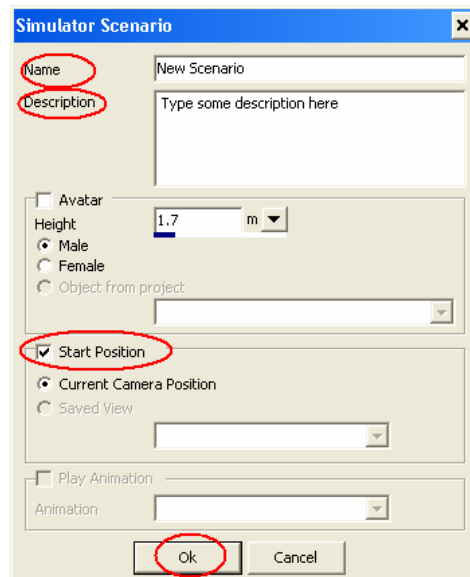 Simulator Scenario
Name New Scenario
Description Type some description here
Avatar
Height 1.7 m
Male
Female
Object from project
Start Position
Current Camera Position
Saved View
Play Animation
Animation
Ok Cancel